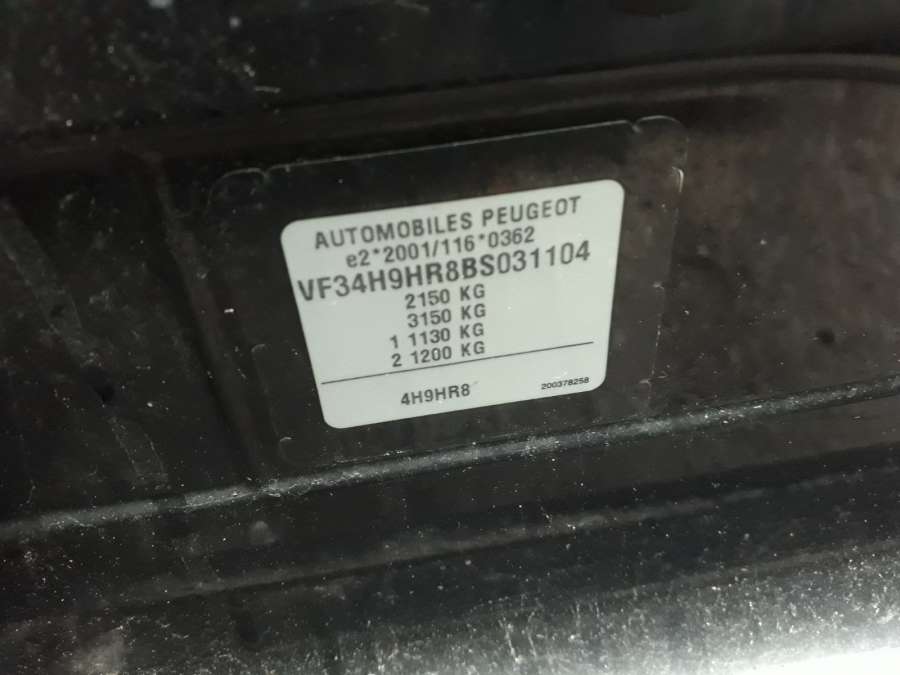 AUTOMOBILES PEUGEOT
e2*2001/116*0362
VF34H9HR8BS031104
2150 KG
3150 KG
1 1130 KG
2 1200 KG
4H9HR8
200378258